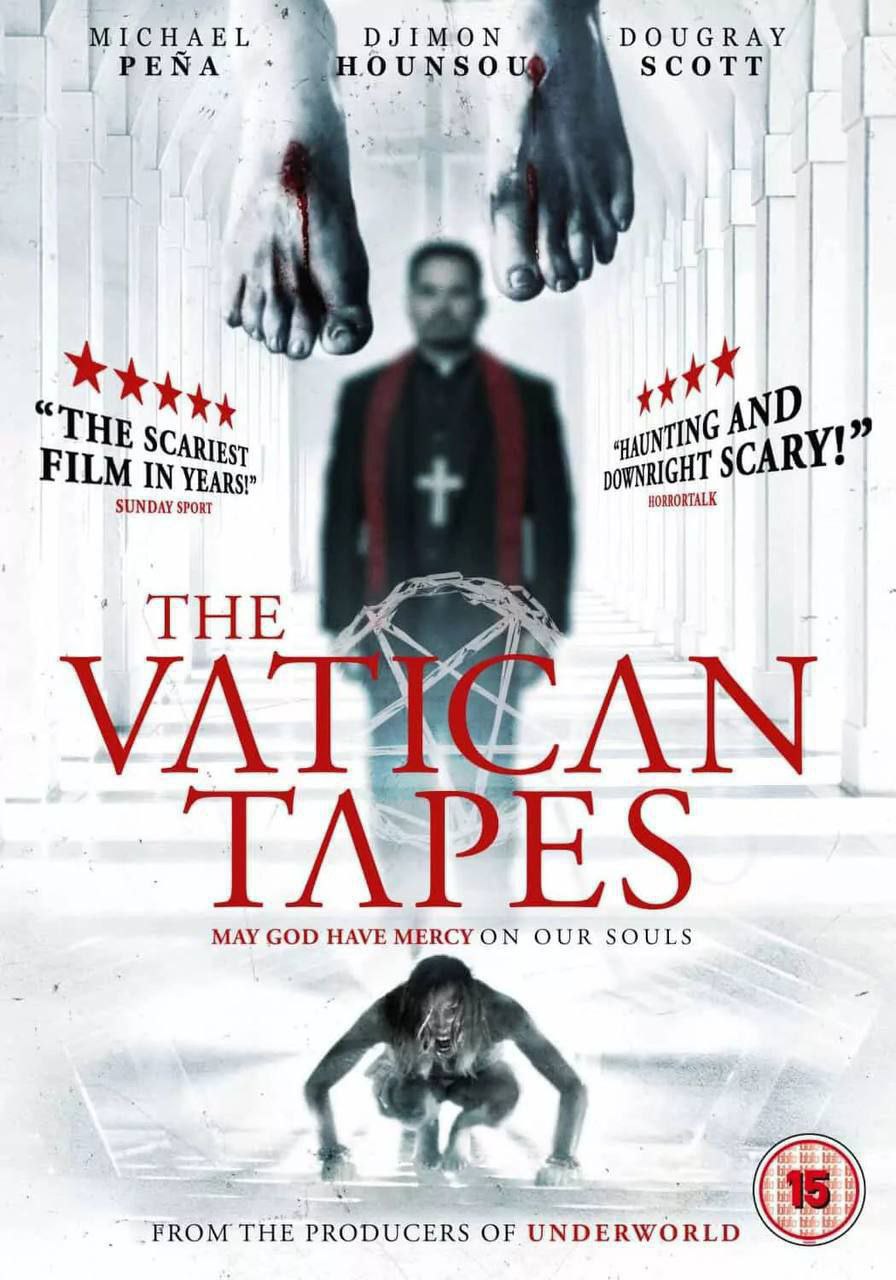 MICHAEL PEÑA
DJIMON HOUNSOU
DOUGRAY SCOTT
“THE SCARIEST
FILM IN YEARS!”
SUNDAY SPORT
“HAUNTING AND
DOWNRIGHT SCARY!”
HORRORTALK
THE
VATICAN
TAPES
MAY GOD HAVE MERCY ON OUR SOULS
15
FROM THE PRODUCERS OF UNDERWORLD